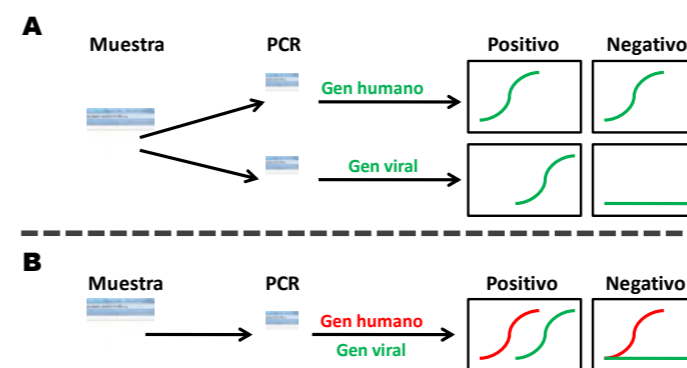 A
Muestra PCR Positivo Negativo
Gen humano
Gen viral
B
Muestra PCR Positivo Negativo
Gen humano
Gen viral